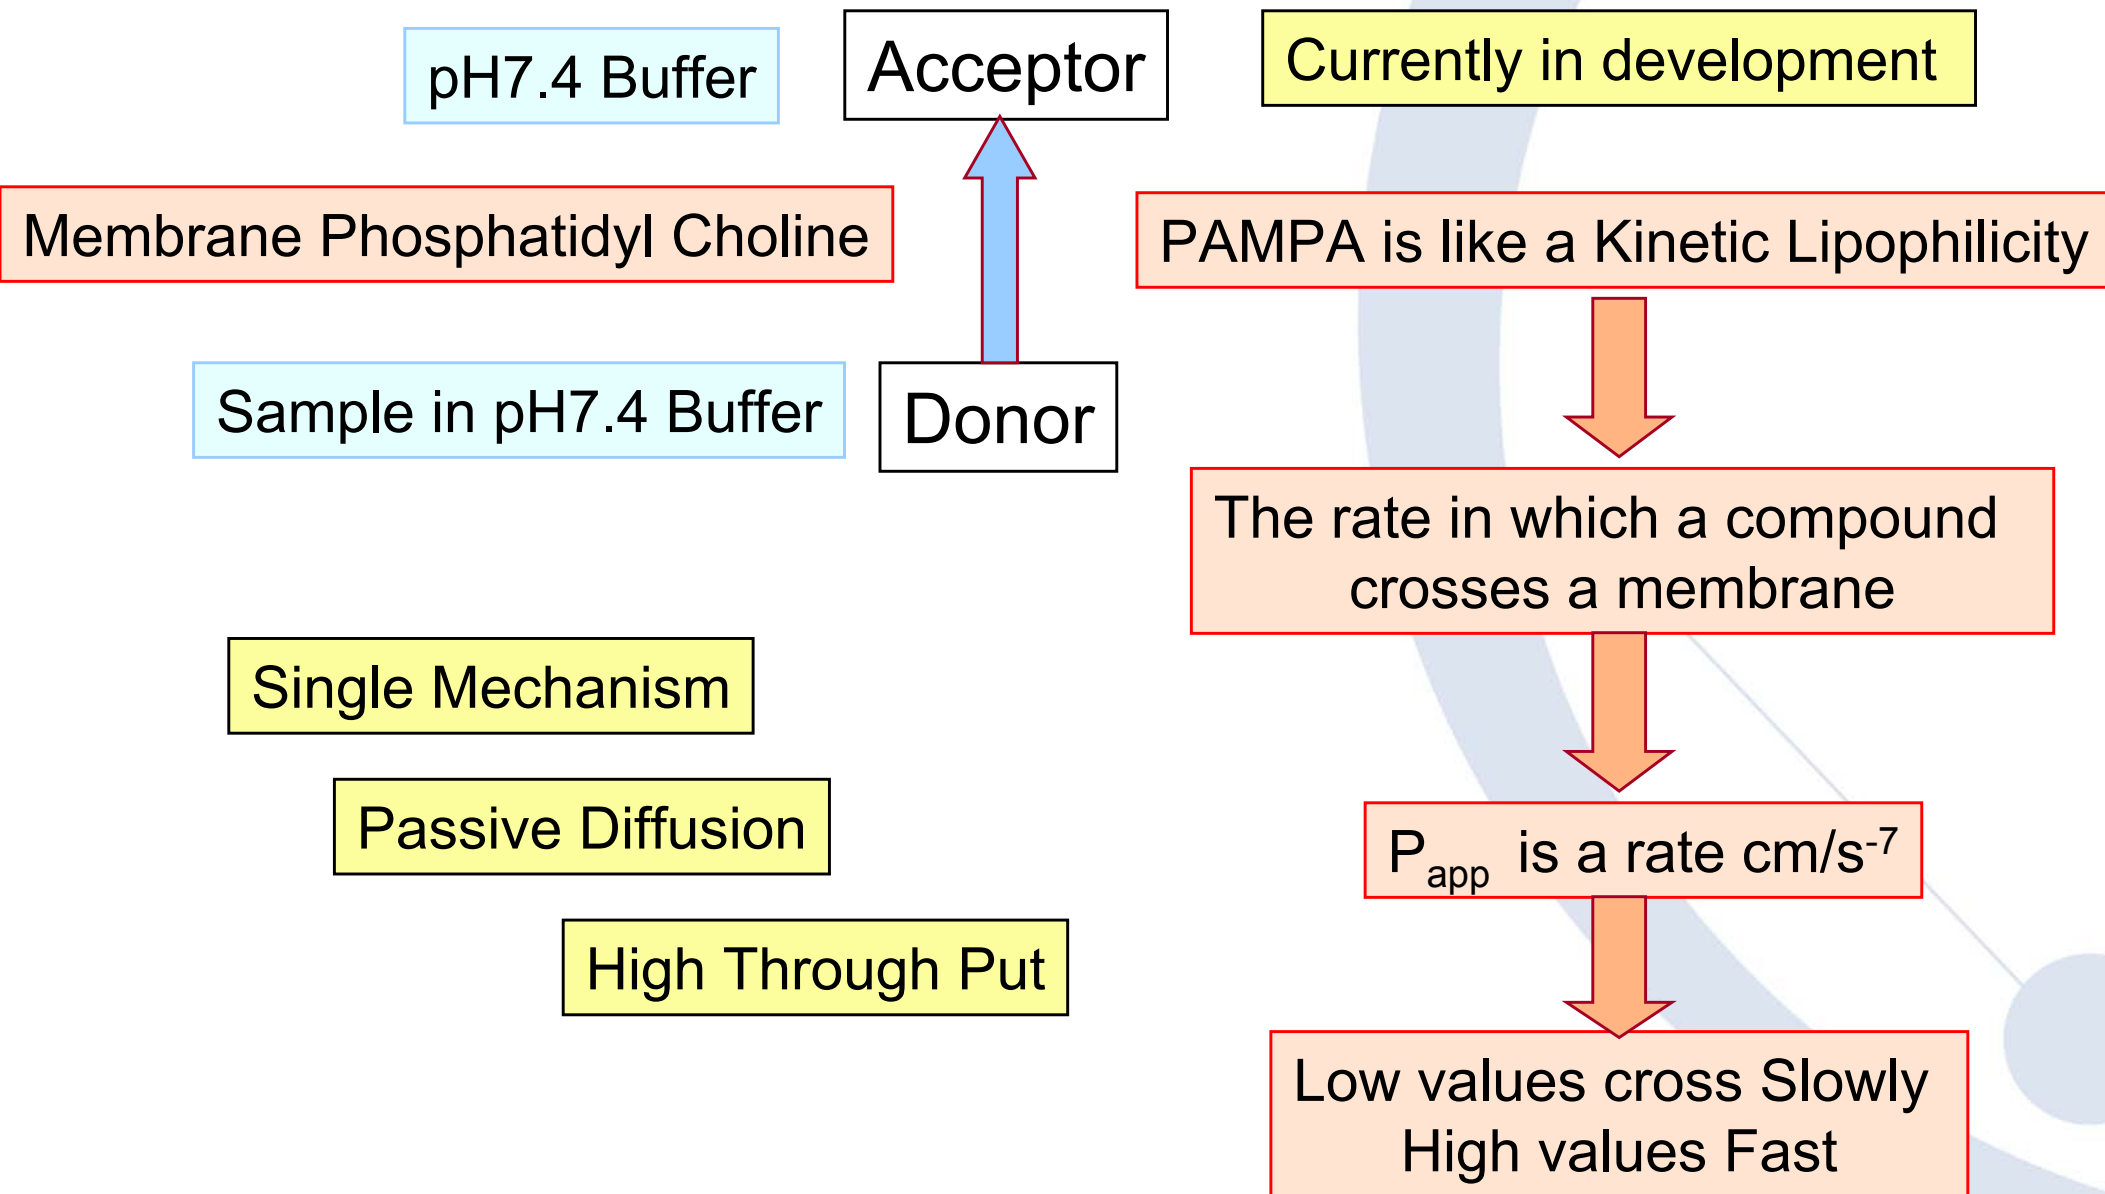 pH7.4 Buffer
Acceptor
Currently in development
Membrane Phosphatidyl Choline
PAMPA is like a Kinetic Lipophilicity
Sample in pH7.4 Buffer
Donor
The rate in which a compound
crosses a membrane
Single Mechanism
Passive Diffusion
P_app is a rate cm/s^-7
High Through Put
Low values cross Slowly
High values Fast